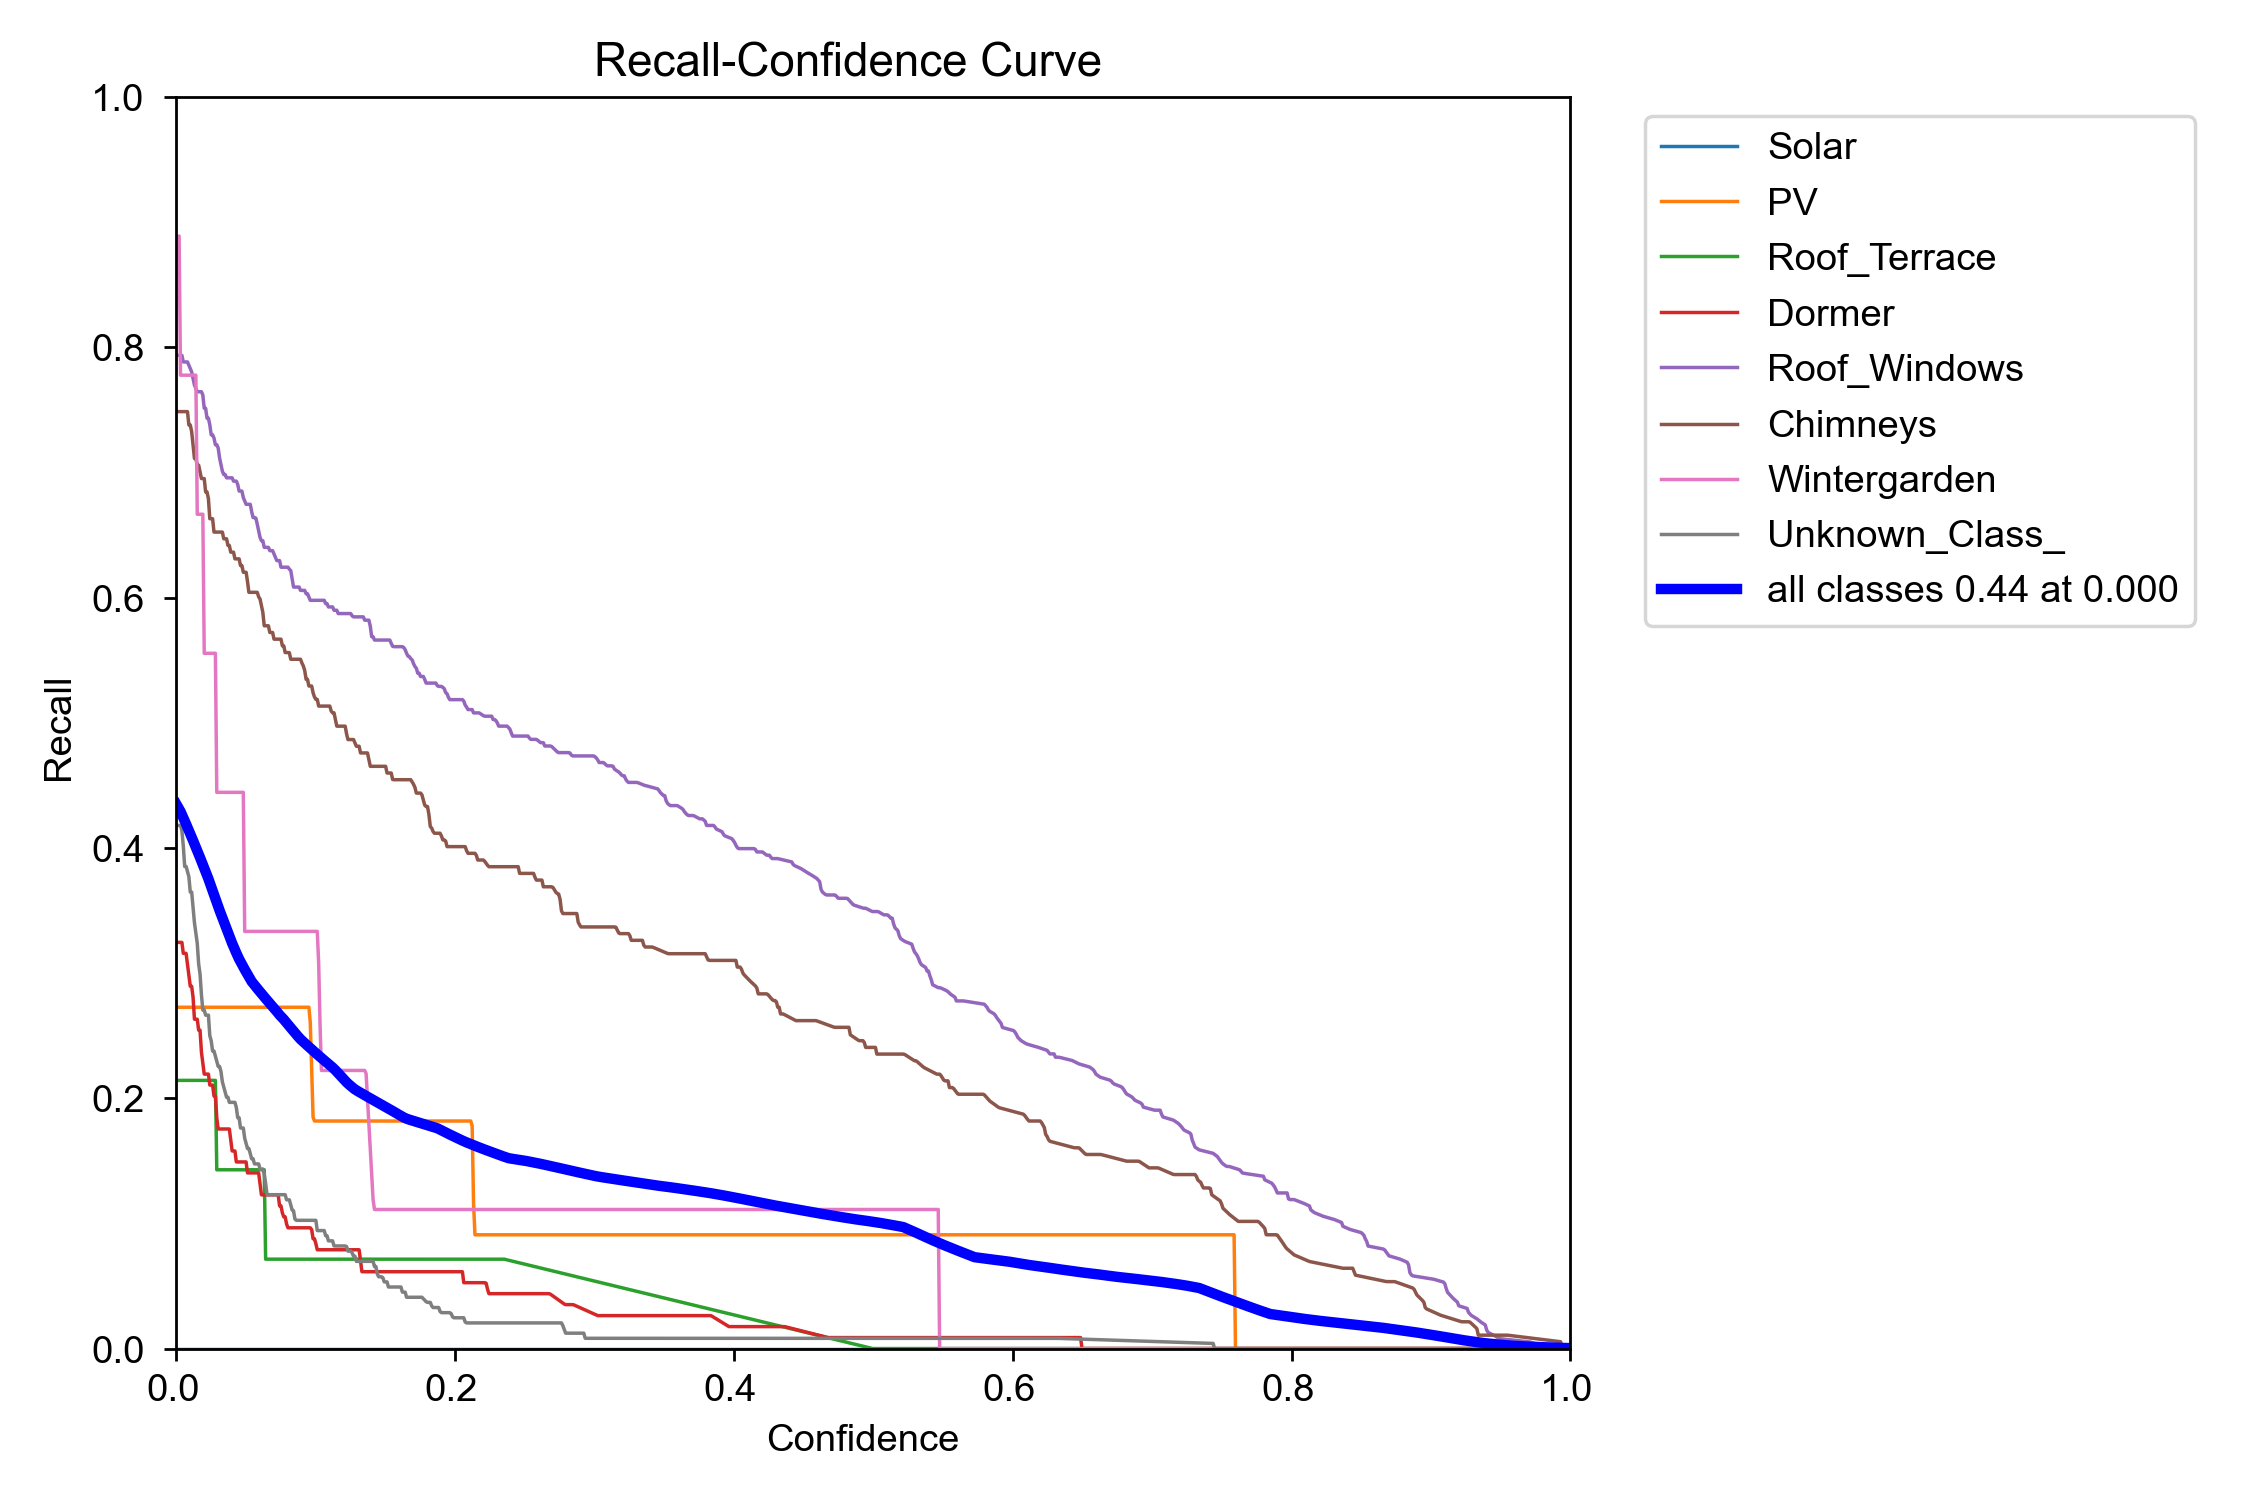 Recall-Confidence Curve
1.0
0.8
0.6
0.4
0.2
0.0
Recall
0.0 0.2 0.4 0.6 0.8 1.0
Confidence
Solar
PV
Roof_Terrace
Dormer
Roof_Windows
Chimneys
Wintergarden
Unknown_Class_
all classes 0.44 at 0.000